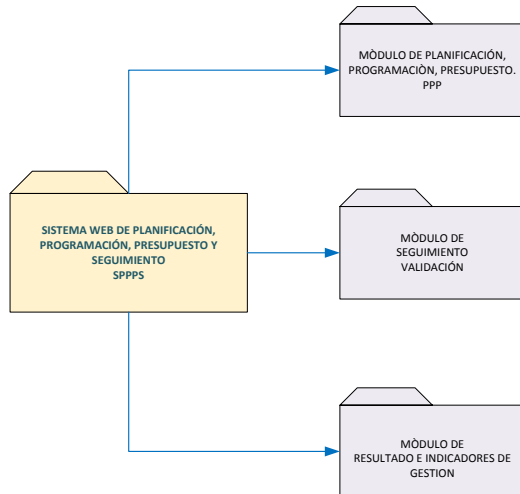 MÒDULO DE PLANIFICACIÓN,
PROGRAMACIÒN, PRESUPUESTO.
PPP
SISTEMA WEB DE PLANIFICACIÓN,
PROGRAMACIÓN, PRESUPUESTO Y
SEGUIMIENTO
SPPPS
MÒDULO DE
SEGUIMIENTO
VALIDACIÓN
MÒDULO DE
RESULTADO E INDICADORES DE
GESTION